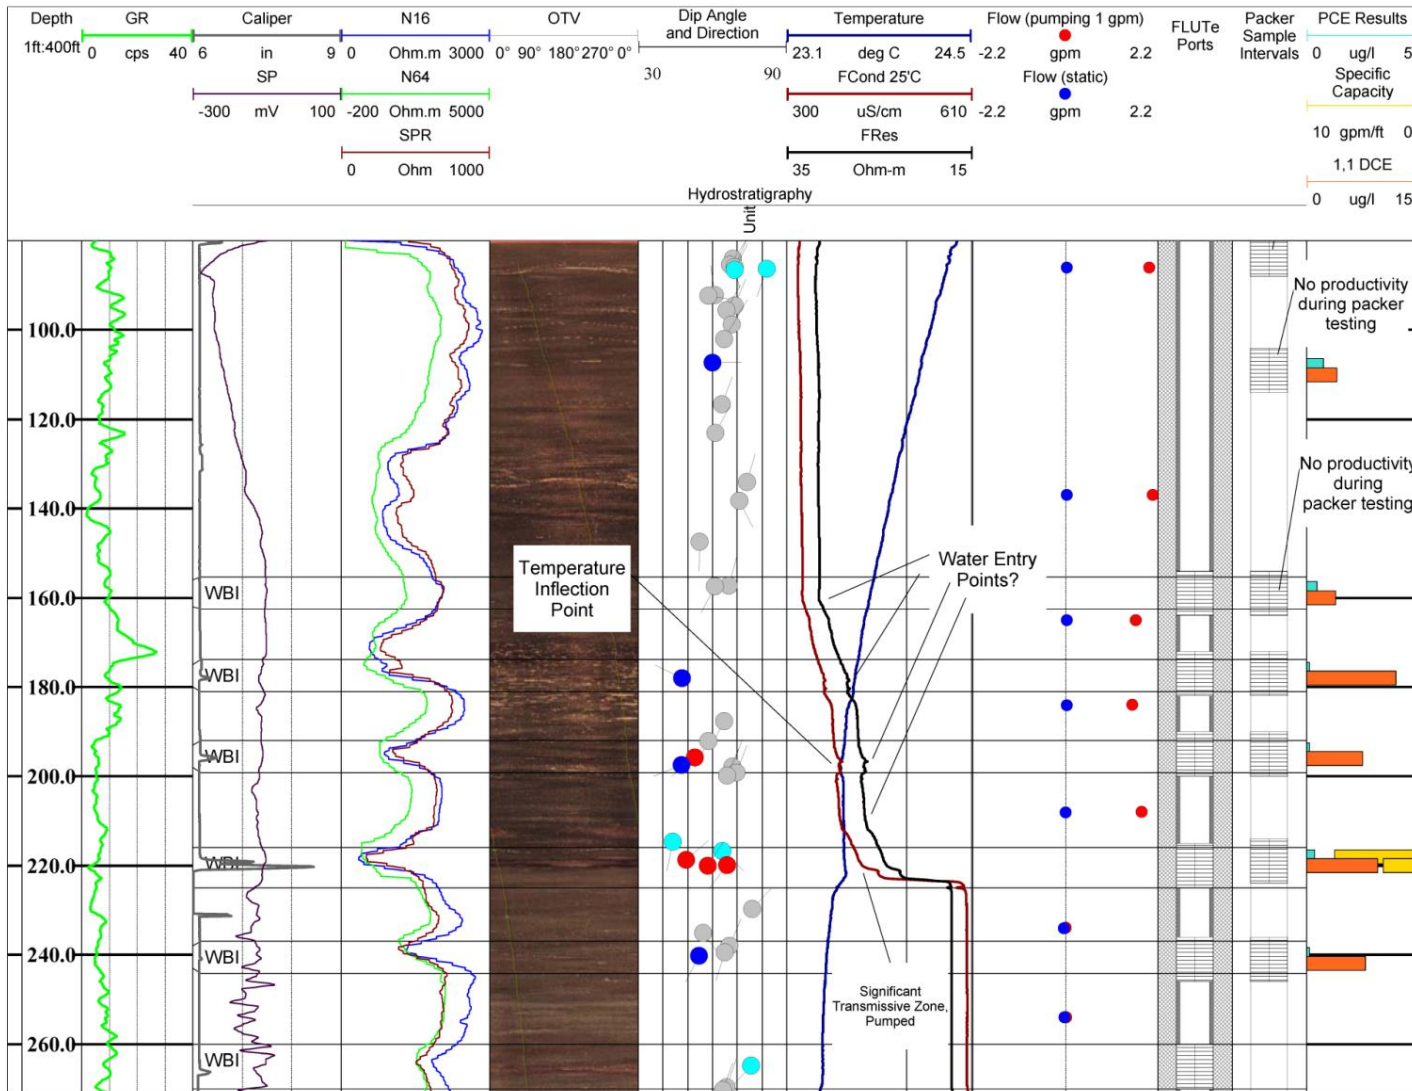 Depth GR Caliper N16 OTV Dip Angle and Direction Temperature Flow (pumping 1 gpm) FLUTe Ports Packer Sample Intervals PCE Results
1ft:400ft 0 cps 40 6 in 9 0 Ohm.m 3000 0° 90° 180°270° 0° 30 90 23.1 deg C 24.5 -2.2 gpm 2.2 0 ug/l 5
SP N64 FCond 25'C Flow (static) Specific Capacity
-300 mV 100 -200 Ohm.m 5000 300 uS/cm 610 -2.2 gpm 2.2 10 gpm/ft 0
SPR FRes 1,1 DCE
0 Ohm 1000 35 Ohm-m 15 0 ug/l 15
Hydrostratigraphy
Unit
No productivity
during packer
testing
100.0
120.0
No productivity
during
packer testing
140.0
Temperature
Inflection
Point
Water Entry
Points?
WBI
160.0
WBI
180.0
WBI
200.0
WBI
220.0
240.0
WBI
Significant
Transmissive Zone,
Pumped
260.0
WBI